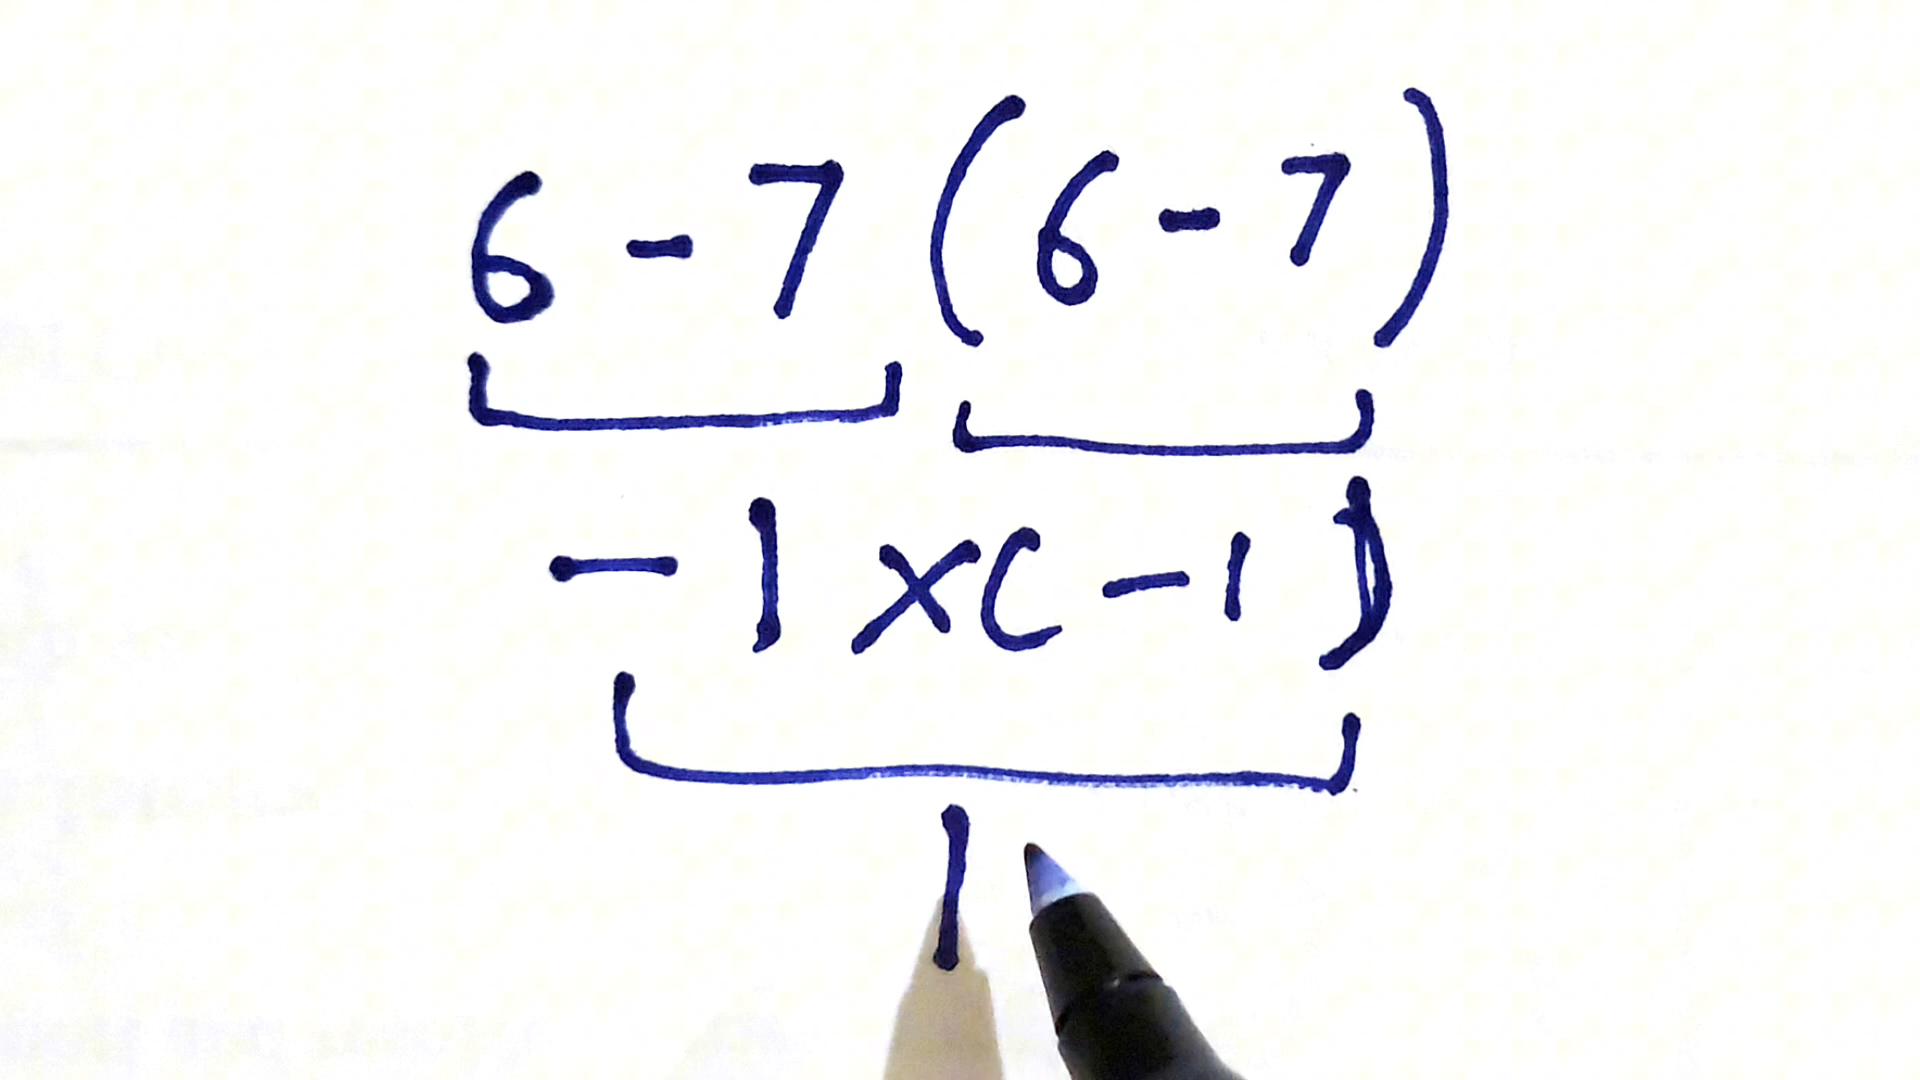 6 - 7 (6 - 7)
- 1 × (- 1)
1